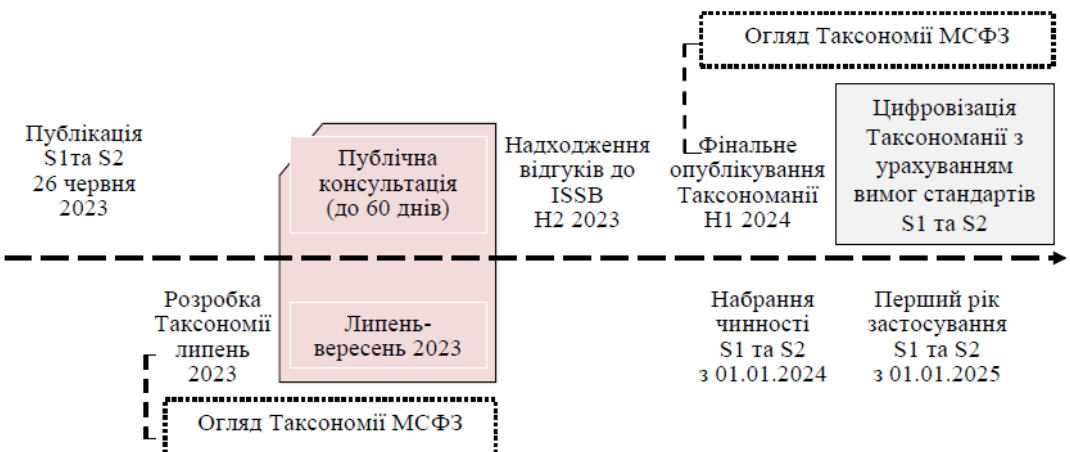 Огляд Таксономії МСФЗ
Публікація
S1та S2
26 червня
2023
Публічна
консультація
(до 60 днів)
Надходження
відгуків до
ISSB
H2 2023
Фінальне
опублікування
Таксономанії
H1 2024
Цифровізація
Таксономанії з
урахуванням
вимог стандартів
S1 та S2
Розробка
Таксономії
липень
2023
Липень-
вересень 2023
Набрання
чинності
S1 та S2
з 01.01.2024
Перший рік
застосування
S1 та S2
з 01.01.2025
Огляд Таксономії МСФЗ